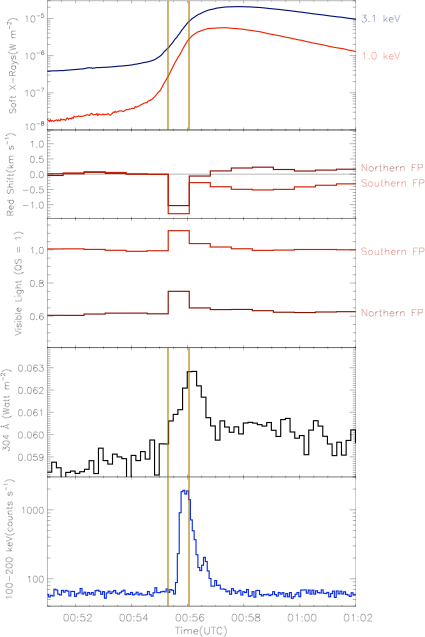 10⁻⁵
10⁻⁶
10⁻⁷
10⁻⁸
Soft X-Rays(W m⁻²)
3.1 keV
1.0 keV
1.0
0.5
0.0
-0.5
-1.0
Red Shift(km s⁻¹)
Northern FP
Southern FP
1.0
0.8
0.6
Visible Light (QS = 1)
Southern FP
Northern FP
0.063
0.061
0.060
0.059
304 Å (Watt m⁻²)
1000
100
100-200 keV(counts s⁻¹)
00:52
00:54
00:56
00:58
01:00
01:02
Time(UTC)